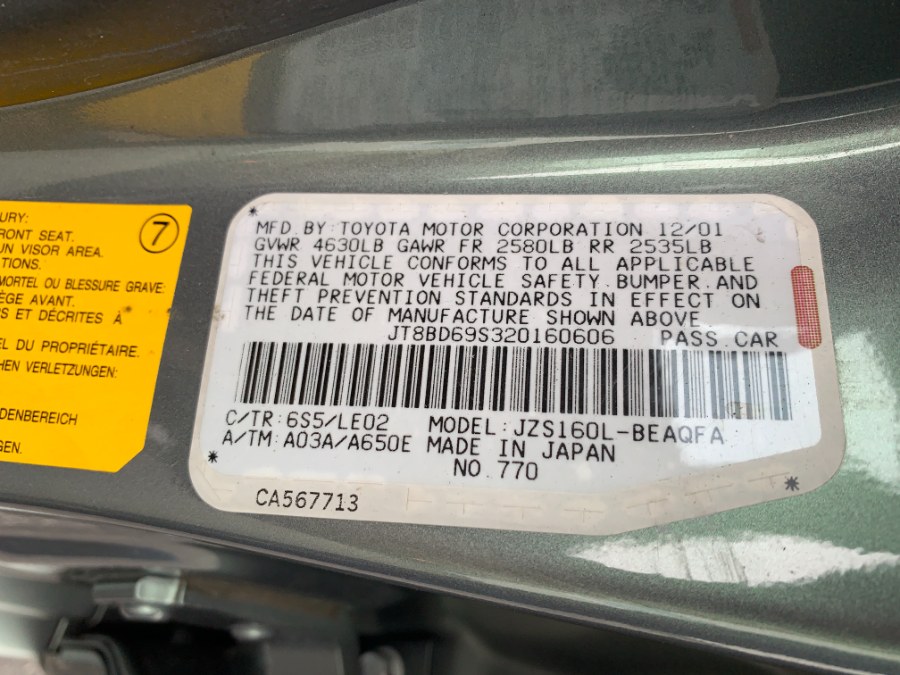 URY:
RONT SEAT.
UN VISOR AREA.
TIONS.
MORTEL OU BLESSURE GRAVE:
ÈGE AVANT.
RS ET DÉCRITES À
EL DU PROPRIÉTAIRE.
HEN VERLETZUNGEN:
DENBEREICH
AGEN.
7
MFD.BY:TOYOTA MOTOR CORPORATION 12/01
GVWR 4630LB GAWR FR 2580LB RR 2535LB
THIS VEHICLE CONFORMS TO ALL APPLICABLE
FEDERAL MOTOR VEHICLE SAFETY.BUMPER.AND
THEFT PREVENTION STANDARDS IN EFFECT ON
THE DATE OF MANUFACTURE SHOWN ABOVE.
JT8BD69S320160606 PASS.CAR
C/TR:6S5/LE02 MODEL:JZS160L-BEAQFA
A/TM:A03A/A650E MADE IN JAPAN
NO.770
CA567713